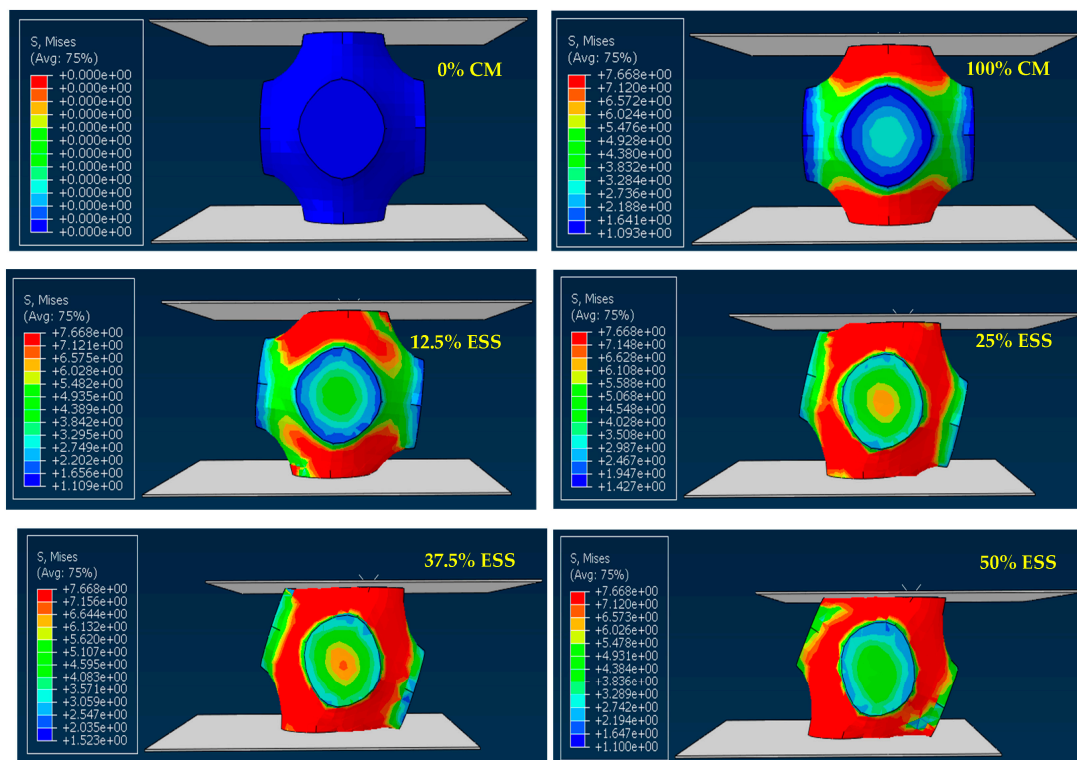 S, Mises
(Avg: 75%)
+0.000e+00
+0.000e+00
+0.000e+00
+0.000e+00
+0.000e+00
+0.000e+00
+0.000e+00
+0.000e+00
+0.000e+00
+0.000e+00
+0.000e+00
+0.000e+00
+0.000e+00
0% CM
S, Mises
(Avg: 75%)
+7.668e+00
+7.120e+00
+6.572e+00
+6.024e+00
+5.476e+00
+4.928e+00
+4.380e+00
+3.832e+00
+3.284e+00
+2.736e+00
+2.188e+00
+1.641e+00
+1.093e+00
100% CM
S, Mises
(Avg: 75%)
+7.668e+00
+7.121e+00
+6.575e+00
+6.028e+00
+5.482e+00
+4.935e+00
+4.389e+00
+3.842e+00
+3.295e+00
+2.749e+00
+2.202e+00
+1.656e+00
+1.109e+00
12.5% ESS
S, Mises
(Avg: 75%)
+7.668e+00
+7.148e+00
+6.628e+00
+6.108e+00
+5.588e+00
+5.068e+00
+4.548e+00
+4.028e+00
+3.508e+00
+2.987e+00
+2.467e+00
+1.947e+00
+1.427e+00
25% ESS
S, Mises
(Avg: 75%)
+7.668e+00
+7.156e+00
+6.644e+00
+6.132e+00
+5.620e+00
+5.107e+00
+4.595e+00
+4.083e+00
+3.571e+00
+3.059e+00
+2.547e+00
+2.035e+00
+1.523e+00
37.5% ESS
S, Mises
(Avg: 75%)
+7.668e+00
+7.120e+00
+6.573e+00
+6.026e+00
+5.478e+00
+4.931e+00
+4.384e+00
+3.836e+00
+3.289e+00
+2.742e+00
+2.194e+00
+1.647e+00
+1.100e+00
50% ESS